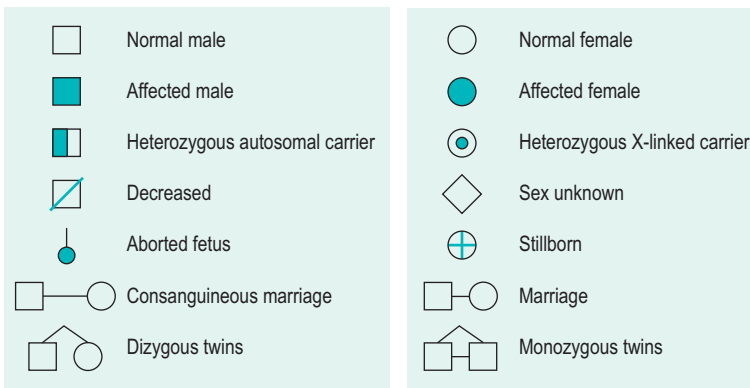 Normal male
Affected male
Heterozygous autosomal carrier
Decreased
Aborted fetus
Consanguineous marriage
Dizygous twins
Normal female
Affected female
Heterozygous X-linked carrier
Sex unknown
Stillborn
Marriage
Monozygous twins